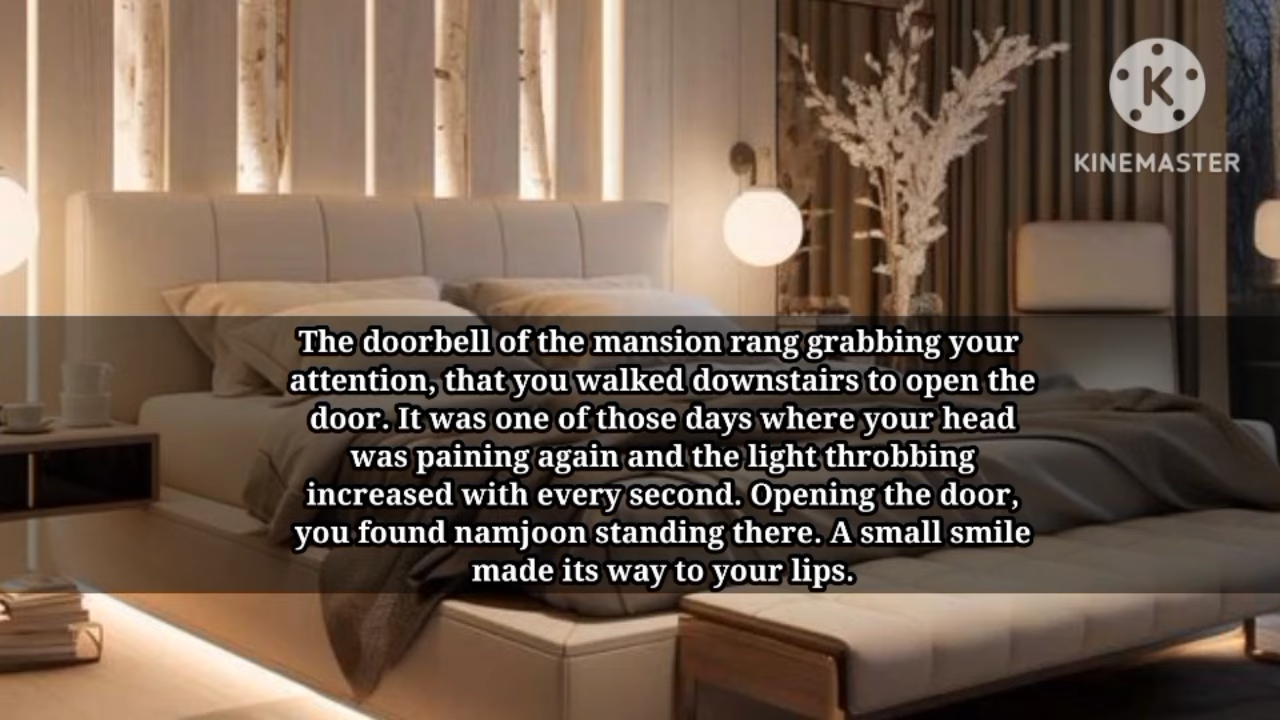 K
KINEMASTER
The doorbell of the mansion rang grabbing your
attention, that you walked downstairs to open the
door. It was one of those days where your head
was paining again and the light throbbing
increased with every second. Opening the door,
you found namjoon standing there. A small smile
made its way to your lips.